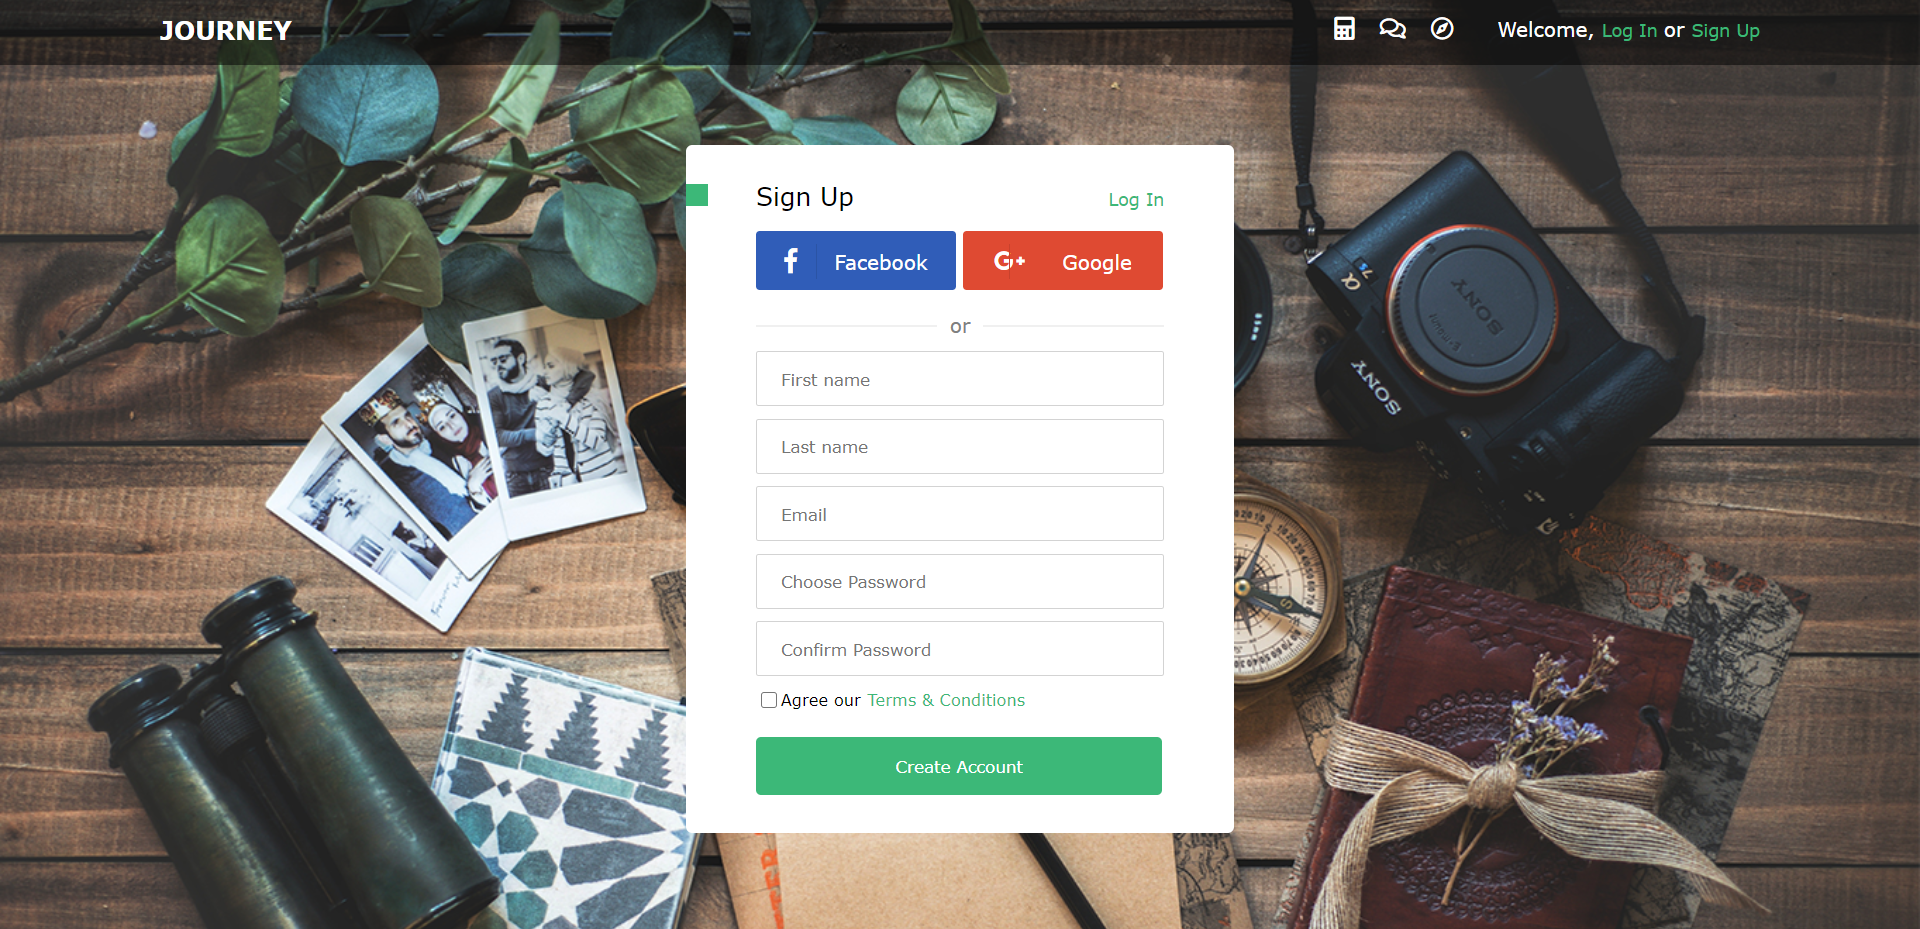 JOURNEY
Welcome, Log In or Sign Up
Sign Up
Log In
Facebook
G+ Google
or
First name
Last name
Email
Choose Password
Confirm Password
Agree our Terms & Conditions
Create Account
SONY
SONY
α7s